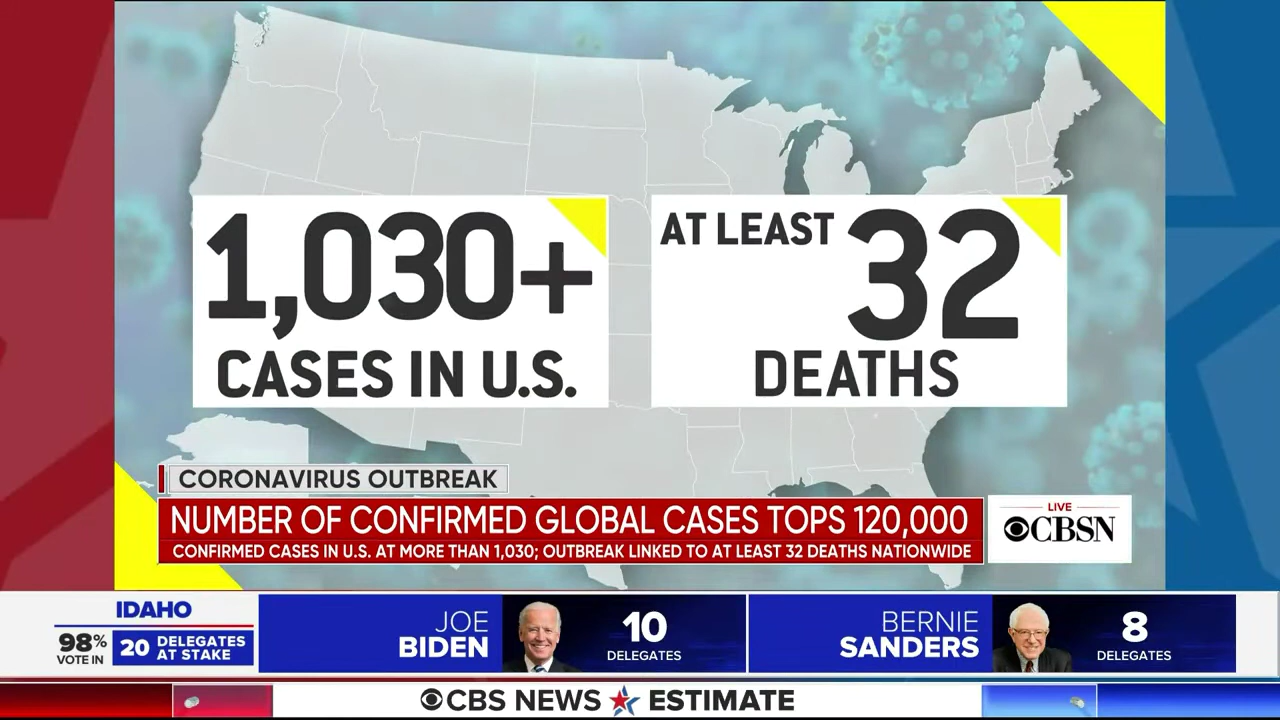 1,030+
CASES IN U.S.
AT LEAST 32
DEATHS
CORONAVIRUS OUTBREAK
NUMBER OF CONFIRMED GLOBAL CASES TOPS 120,000
CONFIRMED CASES IN U.S. AT MORE THAN 1,030; OUTBREAK LINKED TO AT LEAST 32 DEATHS NATIONWIDE
LIVE
CBSN
IDAHO
98%
VOTE IN
20 DELEGATES
AT STAKE
JOE
BIDEN
10
DELEGATES
BERNIE
SANDERS
8
DELEGATES
CBS NEWS ESTIMATE